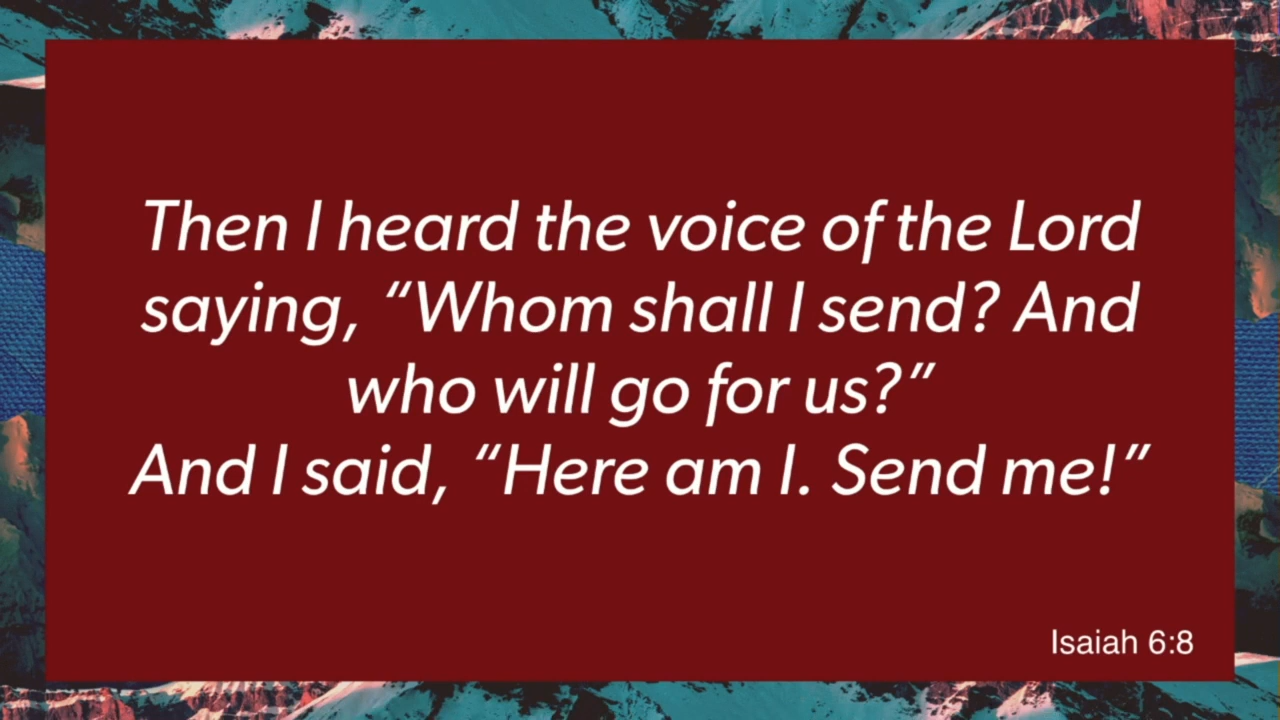 Then I heard the voice of the Lord
saying, “Whom shall I send? And
who will go for us?”
And I said, “Here am I. Send me!”
Isaiah 6:8